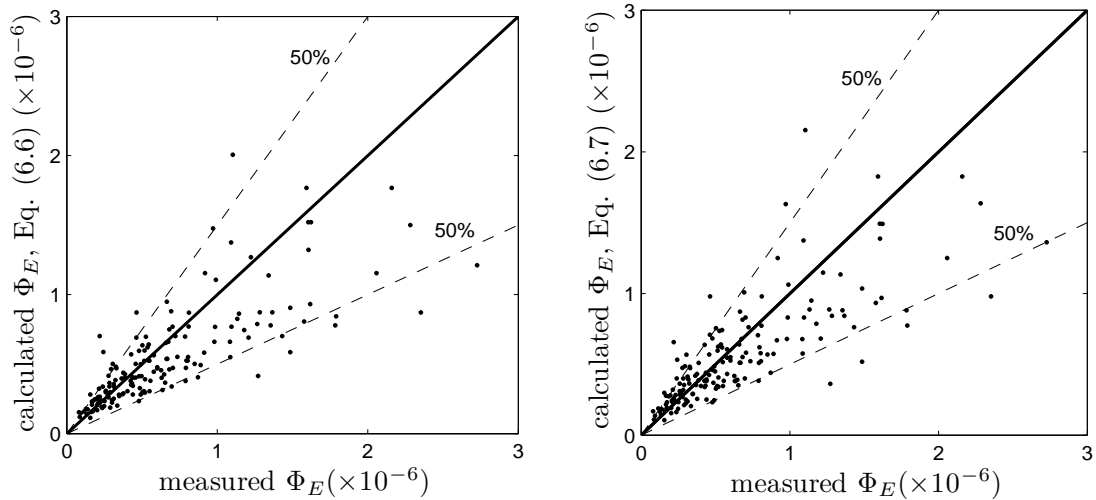 calculated Φ_E, Eq. (6.6) (×10⁻⁶)
3
2
1
0
50%
50%
0 1 2 3
measured Φ_E(×10⁻⁶)
calculated Φ_E, Eq. (6.7) (×10⁻⁶)
3
2
1
0
50%
50%
0 1 2 3
measured Φ_E(×10⁻⁶)